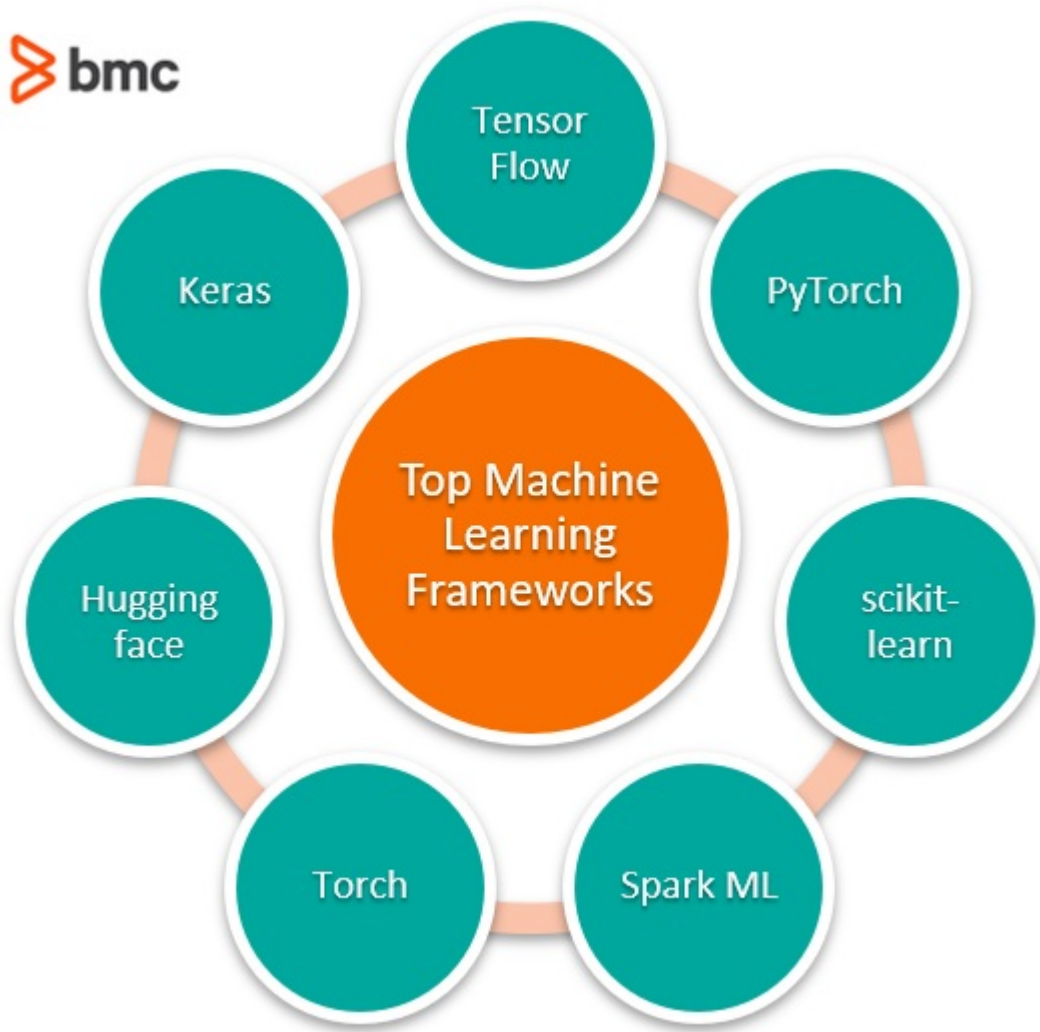 bmc
Tensor
Flow
PyTorch
scikit-
learn
Spark ML
Torch
Hugging
face
Keras
Top Machine
Learning
Frameworks